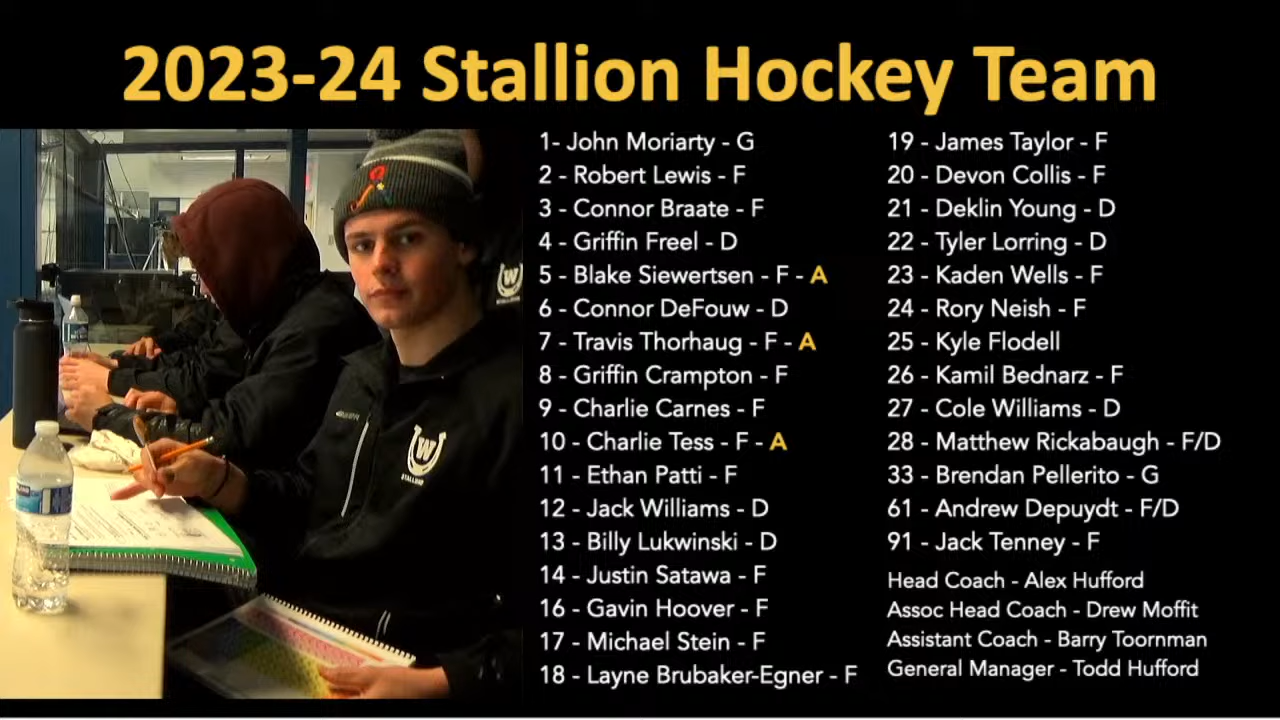 2023-24 Stallion Hockey Team
1- John Moriarty - G
2 - Robert Lewis - F
3 - Connor Braate - F
4 - Griffin Freel - D
5 - Blake Siewertsen - F - A
6 - Connor DeFouw - D
7 - Travis Thorhaug - F - A
8 - Griffin Crampton - F
9 - Charlie Carnes - F
10 - Charlie Tess - F - A
11 - Ethan Patti - F
12 - Jack Williams - D
13 - Billy Lukwinski - D
14 - Justin Satawa - F
16 - Gavin Hoover - F
17 - Michael Stein - F
18 - Layne Brubaker-Egner - F
19 - James Taylor - F
20 - Devon Collis - F
21 - Deklin Young - D
22 - Tyler Lorring - D
23 - Kaden Wells - F
24 - Rory Neish - F
25 - Kyle Flodell
26 - Kamil Bednarz - F
27 - Cole Williams - D
28 - Matthew Rickabaugh - F/D
33 - Brendan Pellerito - G
61 - Andrew Depuydt - F/D
91 - Jack Tenney - F
Head Coach - Alex Hufford
Assoc Head Coach - Drew Moffit
Assistant Coach - Barry Toornman
General Manager - Todd Hufford
W
W
STALLIONS